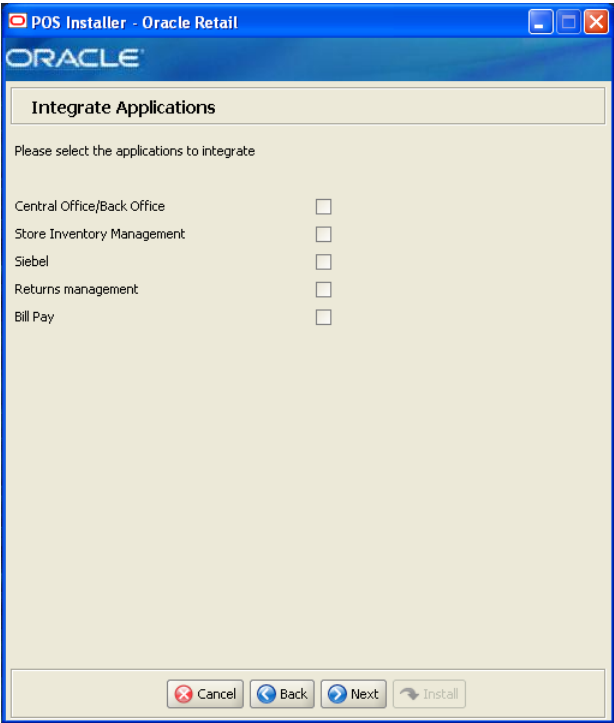 POS Installer - Oracle Retail
ORACLE
Integrate Applications
Please select the applications to integrate
Central Office/Back Office
Store Inventory Management
Siebel
Returns management
Bill Pay
Cancel Back Next Install